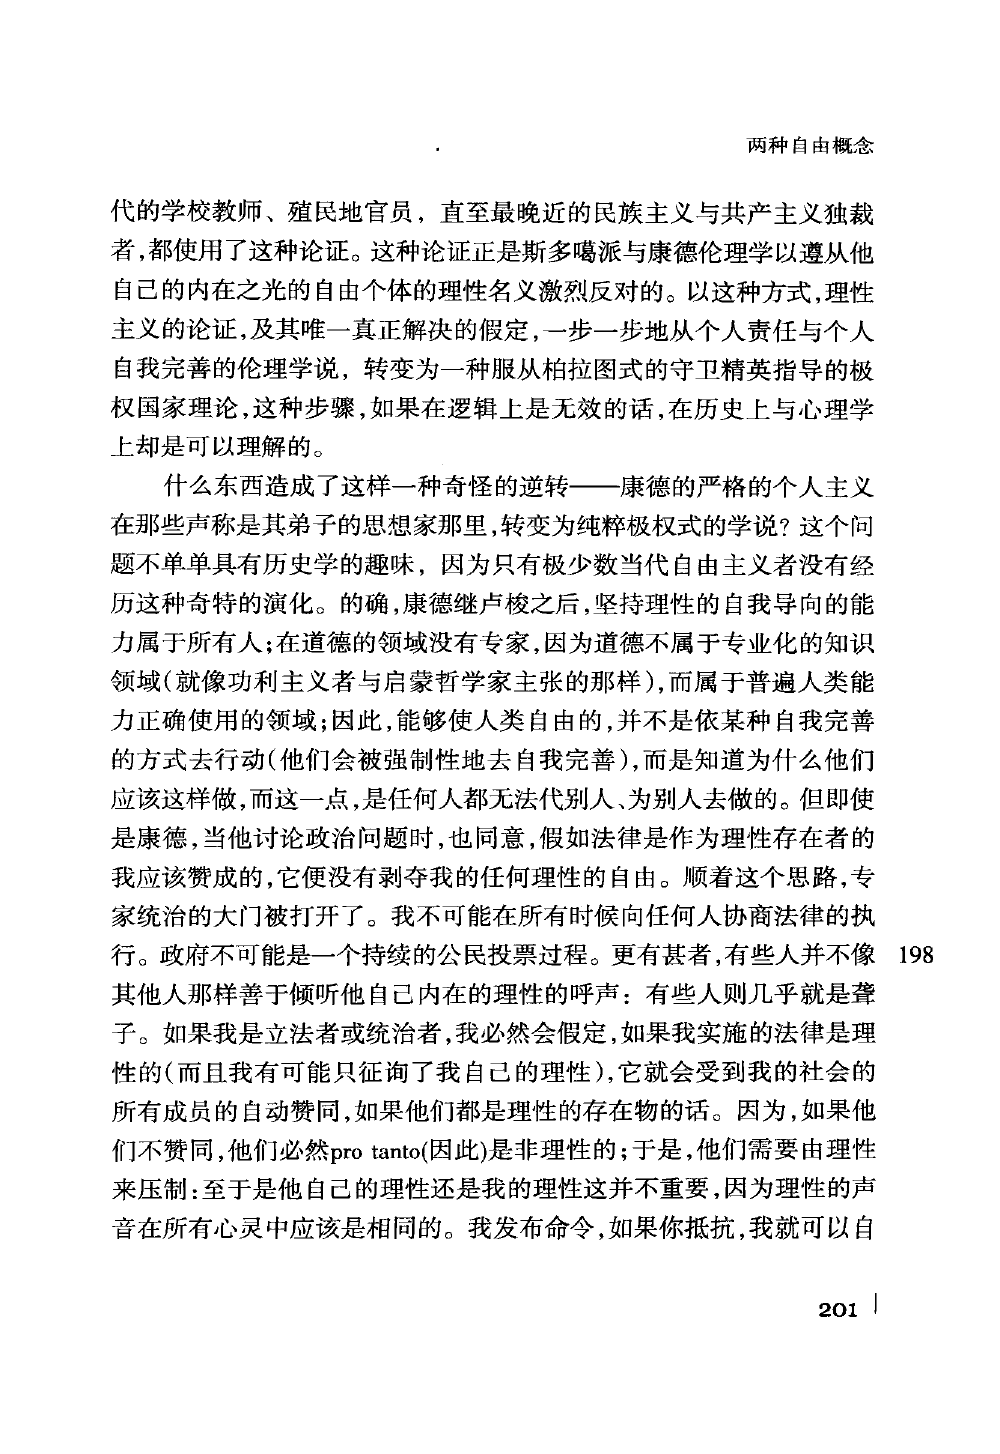 两种自由概念
代的学校教师、殖民地官员，直至最晚近的民族主义与共产主义独裁
者,都使用了这种论证。这种论证正是斯多噶派与康德伦理学以遵从他
自己的内在之光的自由个体的理性名义激烈反对的。以这种方式,理性
主义的论证,及其唯一真正解决的假定,一步一步地从个人责任与个人
自我完善的伦理学说，转变为一种服从柏拉图式的守卫精英指导的极
权国家理论,这种步骤,如果在逻辑上是无效的话,在历史上与心理学
上却是可以理解的。
什么东西造成了这样一种奇怪的逆转——康德的严格的个人主义
在那些声称是其弟子的思想家那里,转变为纯粹极权式的学说？这个问
题不单单具有历史学的趣味，因为只有极少数当代自由主义者没有经
历这种奇特的演化。的确,康德继卢梭之后,坚持理性的自我导向的能
力属于所有人;在道德的领域没有专家,因为道德不属于专业化的知识
领域(就像功利主义者与启蒙哲学家主张的那样),而属于普遍人类能
力正确使用的领域;因此,能够使人类自由的,并不是依某种自我完善
的方式去行动(他们会被强制性地去自我完善),而是知道为什么他们
应该这样做,而这一点,是任何人都无法代别人、为别人去做的。但即使
是康德,当他讨论政治问题时,也同意,假如法律是作为理性存在者的
我应该赞成的,它便没有剥夺我的任何理性的自由。顺着这个思路,专
家统治的大门被打开了。我不可能在所有时候向任何人协商法律的执
行。政府不可能是一个持续的公民投票过程。更有甚者,有些人并不像 198
其他人那样善于倾听他自己内在的理性的呼声：有些人则几乎就是聋
子。如果我是立法者或统治者,我必然会假定,如果我实施的法律是理
性的(而且我有可能只征询了我自己的理性),它就会受到我的社会的
所有成员的自动赞同,如果他们都是理性的存在物的话。因为,如果他
们不赞同,他们必然pro tanto(因此)是非理性的;于是,他们需要由理性
来压制:至于是他自己的理性还是我的理性这并不重要,因为理性的声
音在所有心灵中应该是相同的。我发布命令,如果你抵抗,我就可以自
201